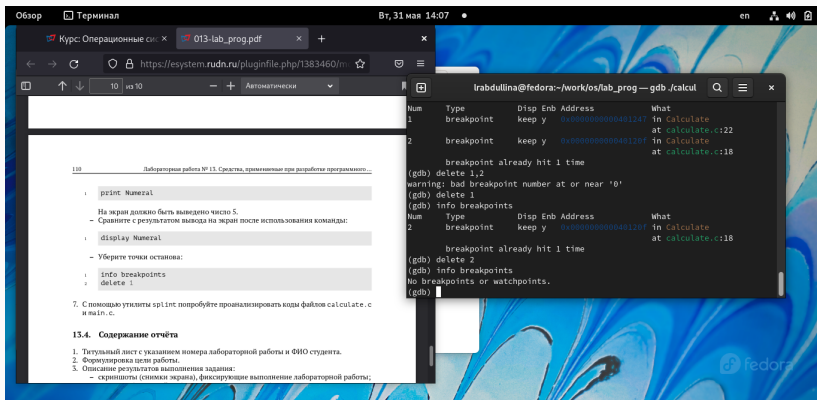 Обзор
Терминал
Вт, 31 мая 14:07
en
Курс: Операционные сис
013-lab_prog.pdf
https://esystem.rudn.ru/pluginfile.php/1383460/m
10 из 10
Автоматически
110 Лабораторная работа № 13. Средства, применяемые при разработке программного ...
1 print Numeral
На экран должно быть выведено число 5.
– Сравните с результатом вывода на экран после использования команды:
1 display Numeral
– Уберите точки останова:
1 info breakpoints
2 delete 1
7. С помощью утилиты splint попробуйте проанализировать коды файлов calculate.c
и main.c.
13.4. Содержание отчёта
1. Титульный лист с указанием номера лабораторной работы и ФИО студента.
2. Формулировка цели работы.
3. Описание результатов выполнения задания:
– скриншоты (снимки экрана), фиксирующие выполнение лабораторной работы;
lrabdullina@fedora:~/work/os/lab_prog — gdb ./calcul
Num Type Disp Enb Address What
1 breakpoint keep y 0x0000000000401247 in Calculate
at calculate.c:22
2 breakpoint keep y in Calculate
at calculate.c:18
breakpoint already hit 1 time
(gdb) delete 1,2
warning: bad breakpoint number at or near '0'
(gdb) delete 1
(gdb) info breakpoints
Num Type Disp Enb Address What
2 breakpoint keep y in Calculate
at calculate.c:18
breakpoint already hit 1 time
(gdb) delete 2
(gdb) info breakpoints
No breakpoints or watchpoints.
(gdb)
fedora